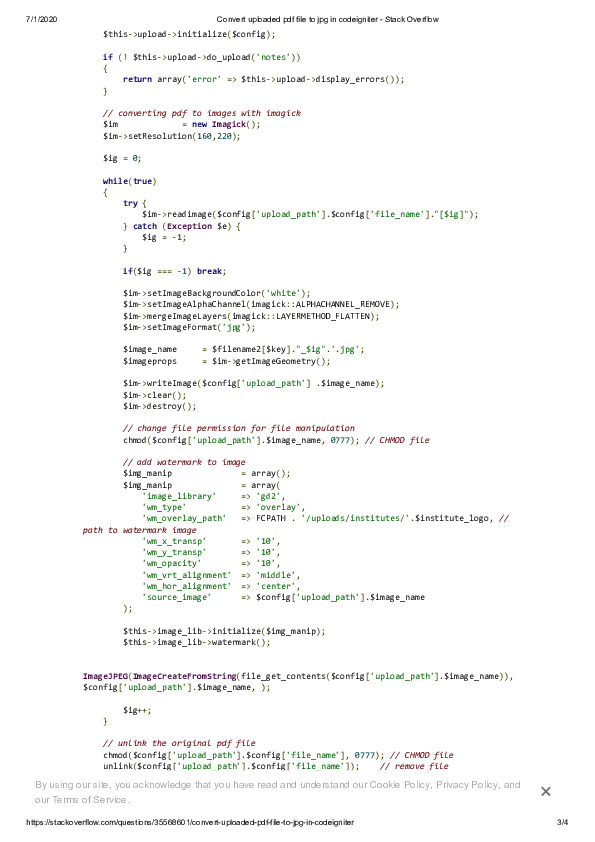 7/1/2020 Convert uploaded pdf file to jpg in codeigniter - Stack Overflow
$this->upload->initialize($config);
if (! $this->upload->do_upload('notes'))
{
return array('error' => $this->upload->display_errors());
}
// converting pdf to images with imagick
$im = new Imagick();
$im->setResolution(160,220);
$ig = 0;
while(true)
{
try {
$im->readimage($config['upload_path'].$config['file_name']."[$ig]");
} catch (Exception $e) {
$ig = -1;
}
if($ig === -1) break;
$im->setImageBackgroundColor('white');
$im->setImageAlphaChannel(imagick::ALPHACHANNEL_REMOVE);
$im->mergeImageLayers(imagick::LAYERMETHOD_FLATTEN);
$im->setImageFormat('jpg');
$image_name = $filename2[$key]."_$ig".'.jpg';
$imageprops = $im->getImageGeometry();
$im->writeImage($config['upload_path'] .$image_name);
$im->clear();
$im->destroy();
// change file permission for file manipulation
chmod($config['upload_path'].$image_name, 0777); // CHMOD file
// add watermark to image
$img_manip = array();
$img_manip = array(
'image_library' => 'gd2',
'wm_type' => 'overlay',
'wm_overlay_path' => FCPATH . '/uploads/institutes/'.$institute_logo, //
path to watermark image
'wm_x_transp' => '10',
'wm_y_transp' => '10',
'wm_opacity' => '10',
'wm_vrt_alignment' => 'middle',
'wm_hor_alignment' => 'center',
'source_image' => $config['upload_path'].$image_name
);
$this->image_lib->initialize($img_manip);
$this->image_lib->watermark();
ImageJPEG(ImageCreateFromString(file_get_contents($config['upload_path'].$image_name)),
$config['upload_path'].$image_name, );
$ig++;
}
// unlink the original pdf file
chmod($config['upload_path'].$config['file_name'], 0777); // CHMOD file
unlink($config['upload_path'].$config['file_name']); // remove file
By using our site, you acknowledge that you have read and understand our Cookie Policy, Privacy Policy, and
our Terms of Service.
https://stackoverflow.com/questions/35568601/convert-uploaded-pdf-file-to-jpg-in-codeigniter 3/4